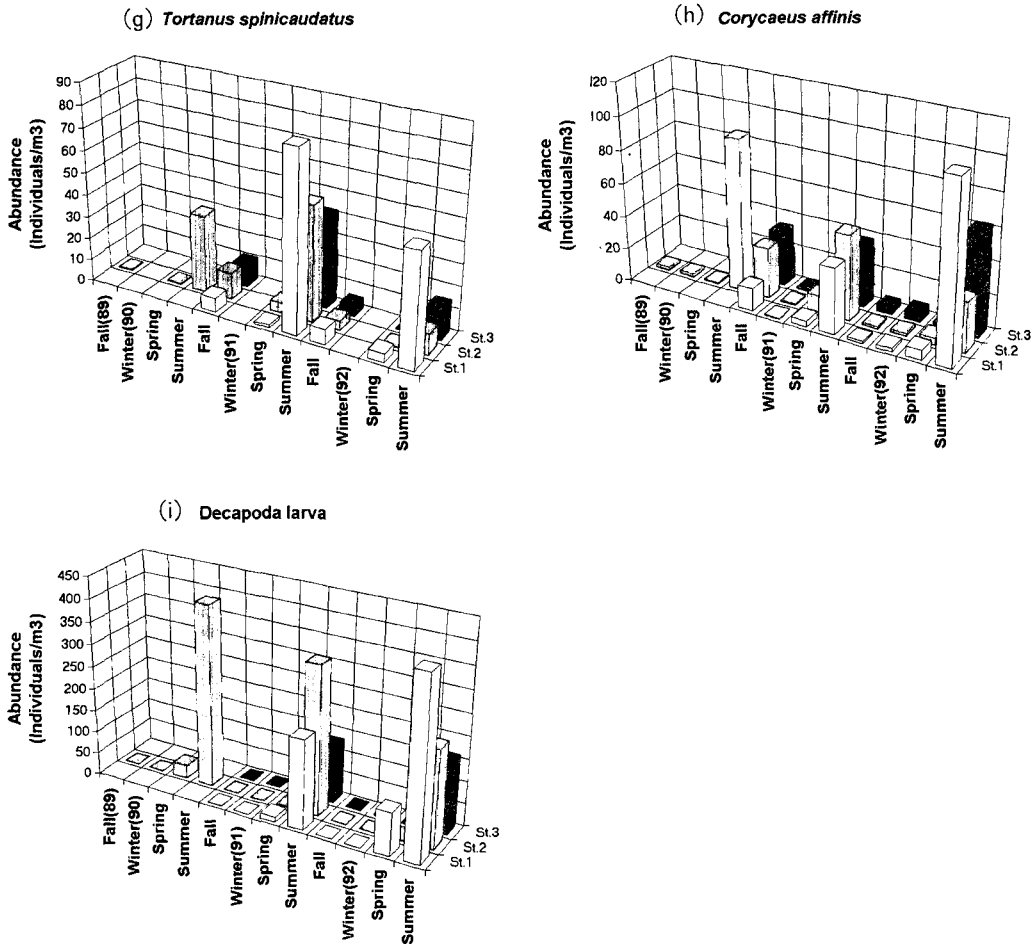 (g) Tortanus spinicaudatus
Abundance
(Individuals/m3)
90
80
70
60
50
40
30
20
10
0
Fall(89)
Winter(90)
Spring
Summer
Fall
Winter(91)
Spring
Summer
Fall
Winter(92)
Spring
Summer
St.3
St.2
St.1
(h) Corycaeus affinis
Abundance
(Individuals/m3)
120
100
80
60
40
20
0
Fall(89)
Winter(90)
Spring
Summer
Fall
Winter(91)
Spring
Summer
Fall
Winter(92)
Spring
Summer
St.3
St.2
St.1
(i) Decapoda larva
Abundance
(Individuals/m3)
450
400
350
300
250
200
150
100
50
0
Fall(89)
Winter(90)
Spring
Summer
Fall
Winter(91)
Spring
Summer
Fall
Winter(92)
Spring
Summer
St.3
St.2
St.1